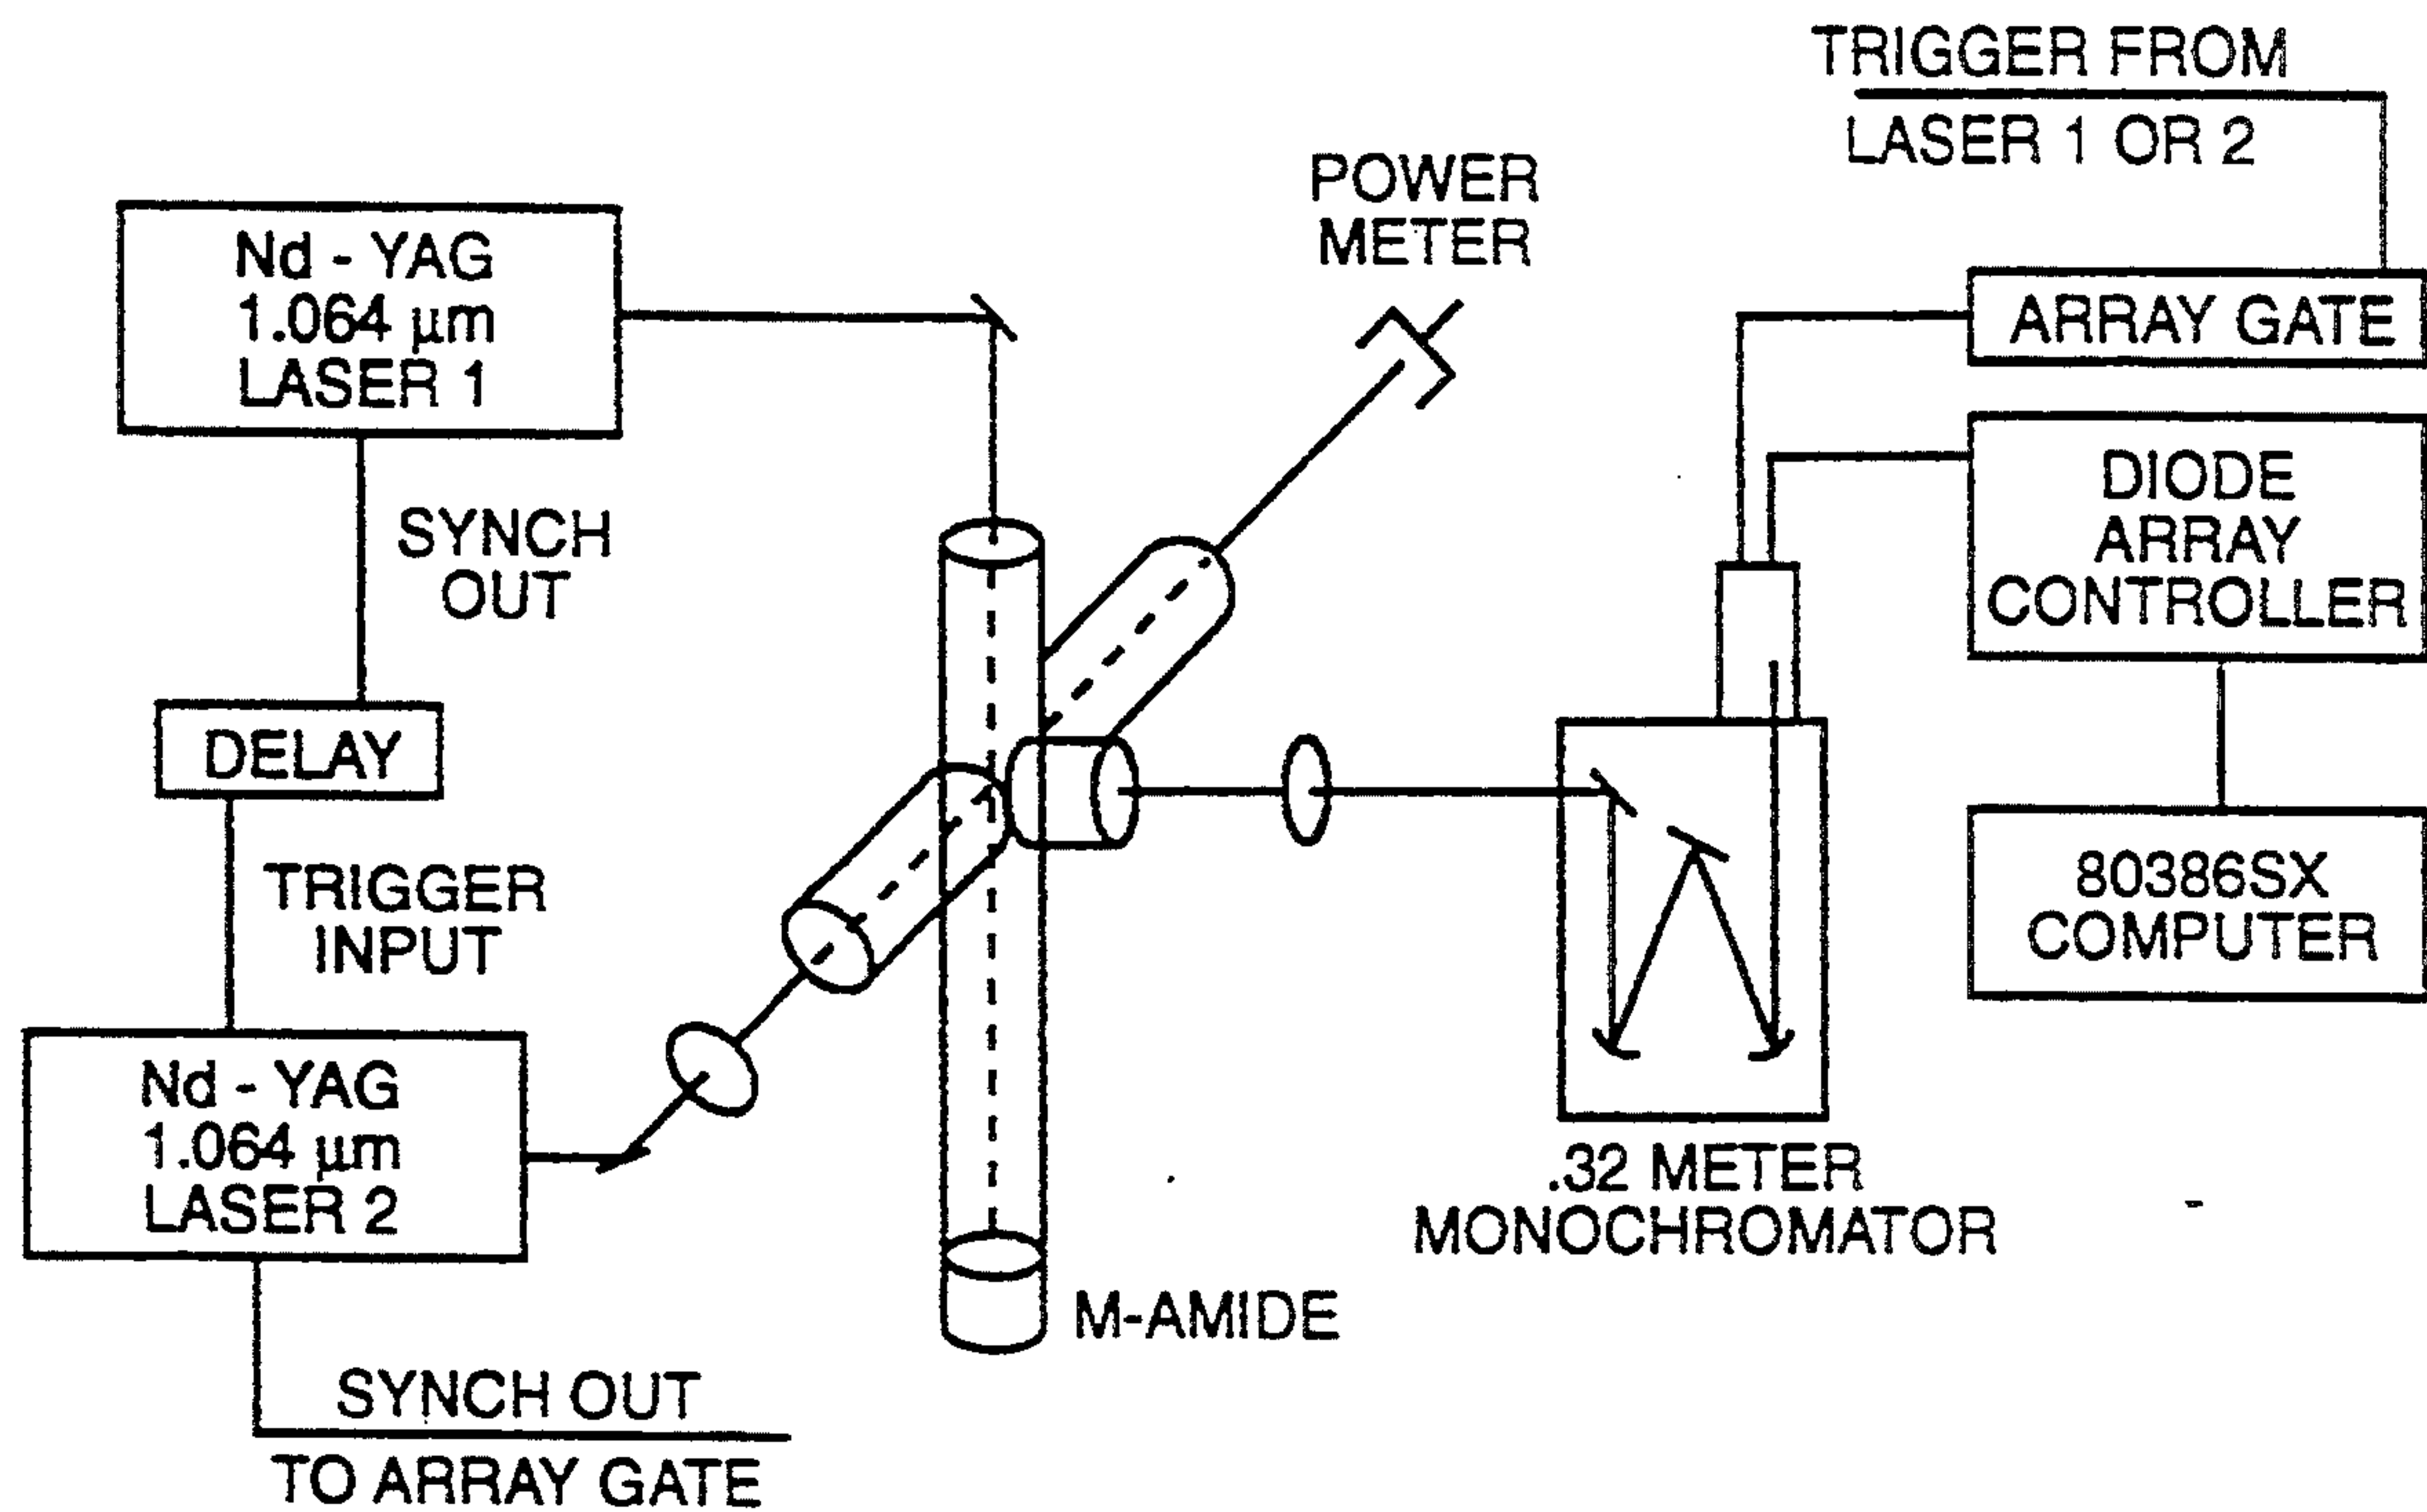 TRIGGER FROM
LASER 1 OR 2
POWER
METER
Nd - YAG
1.064 µm
LASER 1
ARRAY GATE
SYNCH
OUT
DIODE
ARRAY
CONTROLLER
DELAY
TRIGGER
INPUT
80386SX
COMPUTER
Nd - YAG
1.064 µm
LASER 2
.32 METER
MONOCHROMATOR
M-AMIDE
SYNCH OUT
TO ARRAY GATE